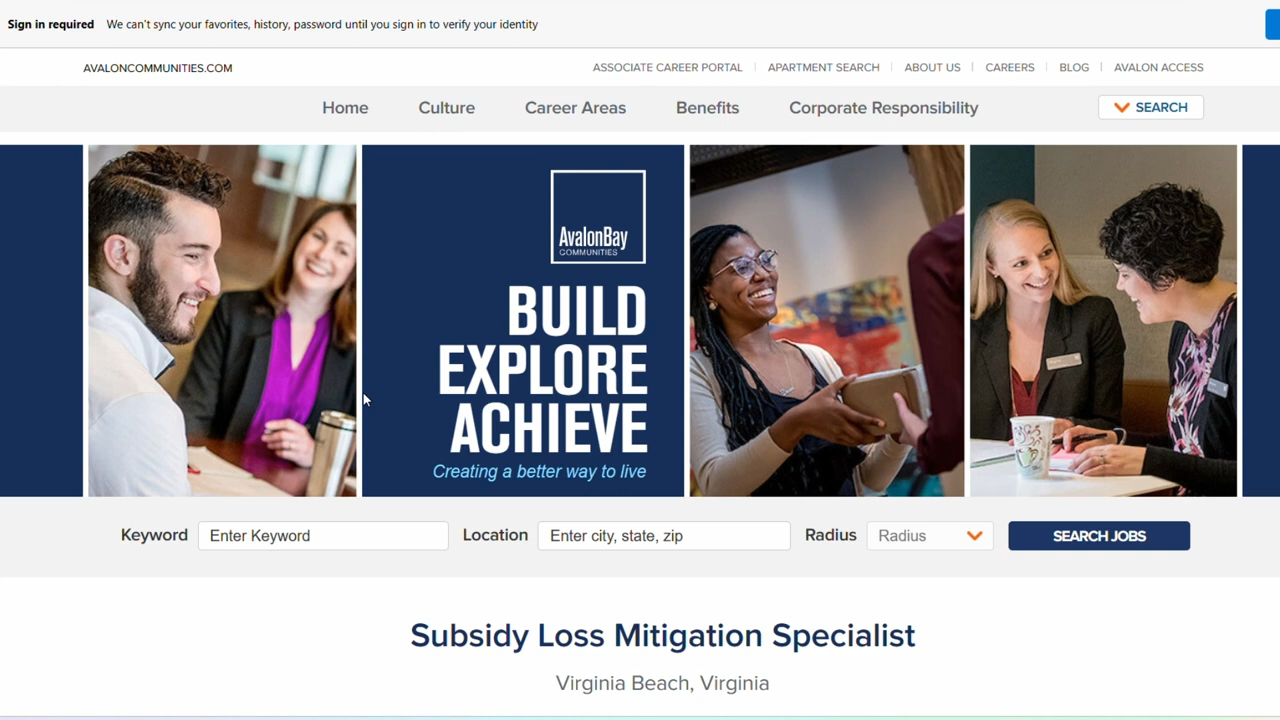 Sign in required We can't sync your favorites, history, password until you sign in to verify your identity
AVALONCOMMUNITIES.COM
ASSOCIATE CAREER PORTAL
APARTMENT SEARCH
ABOUT US
CAREERS
BLOG
AVALON ACCESS
Home
Culture
Career Areas
Benefits
Corporate Responsibility
SEARCH
AvalonBay
COMMUNITIES
BUILD
EXPLORE
ACHIEVE
Creating a better way to live
Keyword
Enter Keyword
Location
Enter city, state, zip
Radius
Radius
SEARCH JOBS
Subsidy Loss Mitigation Specialist
Virginia Beach, Virginia